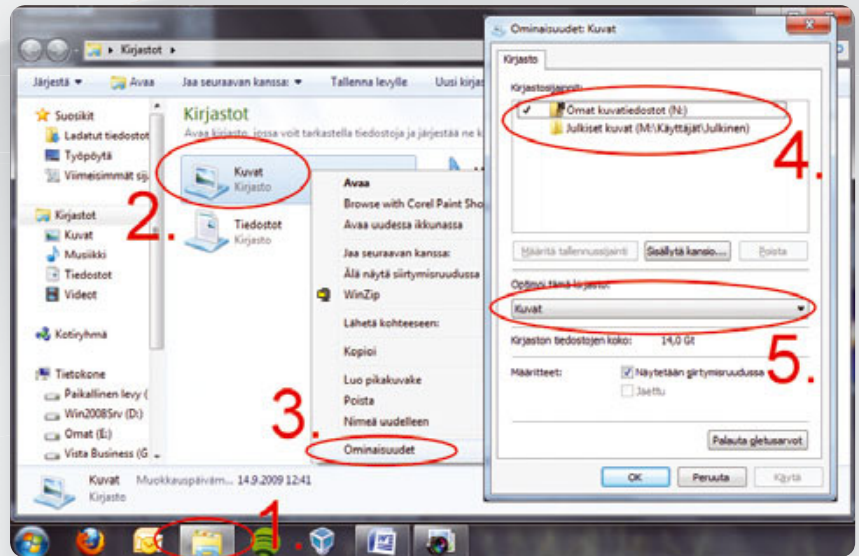 Kirjastot
Järjestä
Avaa
Jaa seuraavan kanssa:
Tallenna levylle
Uusi kirjas
Suosikit
Ladatut tiedostot
Työpöytä
Viimeisimmät sij
Kirjastot
Kuvat
Musiikki
Tiedostot
Videot
Kotiryhmä
Tietokone
Paikallinen levy (
Win2008Srv (D:)
Omat (E:)
Vista Business (G
Kirjastot
Avaa kirjasto, jossa voit tarkastella tiedostoja ja järjestää ne k
Kuvat
Kirjasto
2.
Tiedostot
Kirjasto
Avaa
Browse with Corel Paint Sho
Avaa uudessa ikkunassa
Jaa seuraavan kanssa:
Älä näytä siirtymisruudussa
WinZip
Lähetä kohteeseen:
Kopioi
Luo pikakuvake
Poista
Nimeä uudelleen
3.
Ominaisuudet
Kuvat Muokkauspäiväm... 14.9.2009 12:41
Kirjasto
1.
Ominaisuudet: Kuvat
Kirjasto
Kirjastosijainnit:
Omat kuvatiedostot (N:)
Julkiset kuvat (M:\Käyttäjät\Julkinen)
4.
Määritä tallennussijainti
Sisällytä kansio...
Poista
Optimoi tämä kirjasto:
Kuvat
Kirjaston tiedostojen koko: 14,0 Gt
5.
Määritteet:
Näytetään siirtymisruudussa
Jaettu
Palauta oletusarvot
OK
Peruuta
Käytä